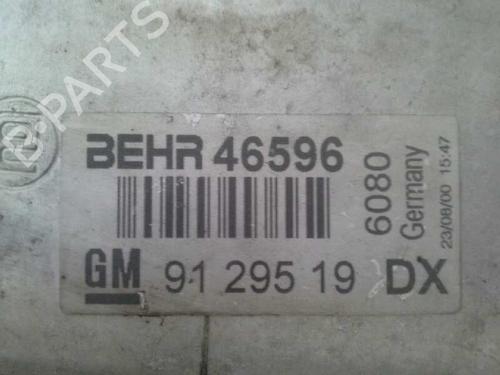 B-PARTS
BEHR 46596
6080
Germany
23/08/00 15:47
GM 91 295 19 DX